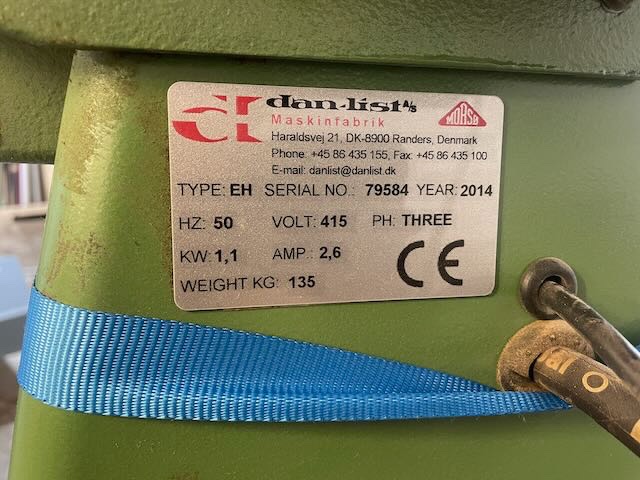 dan-list A/S
MORSØ
Maskinfabrik
Haraldsvej 21, DK-8900 Randers, Denmark
Phone: +45 86 435 155, Fax: +45 86 435 100
E-mail: danlist@danlist.dk
TYPE: EH SERIAL NO.: 79584 YEAR: 2014
HZ: 50 VOLT: 415 PH: THREE
KW: 1,1 AMP.: 2,6
WEIGHT KG: 135
CE